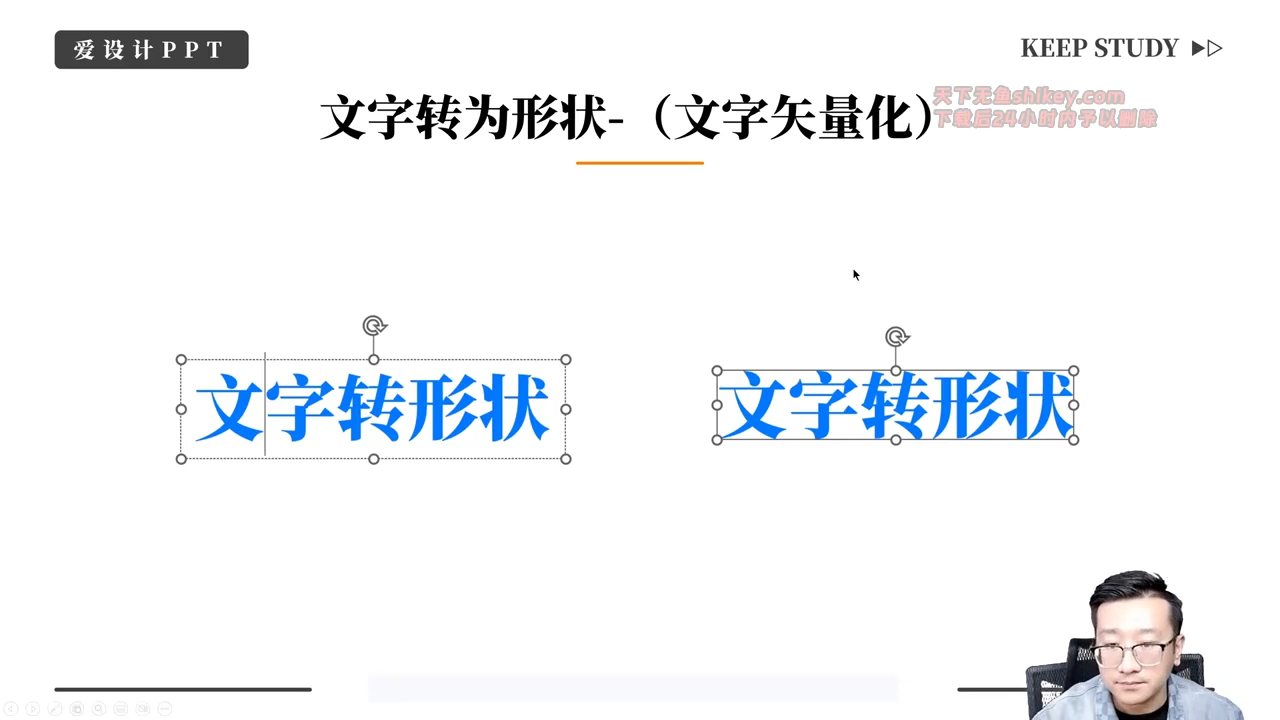 爱设计PPT
KEEP STUDY
文字转为形状-（文字矢量化）
天下无鱼shikey.com
下载后24小时内予以删除
文字转形状
文字转形状